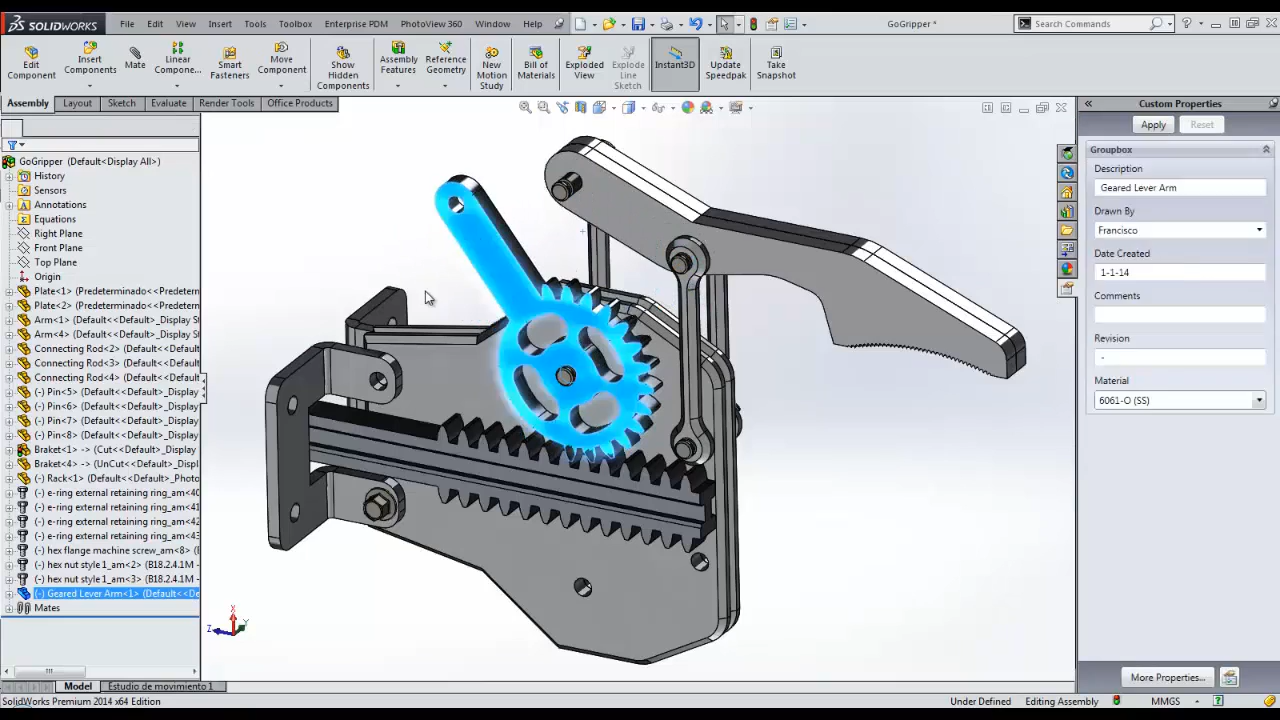 SOLIDWORKS
File Edit View Insert Tools Toolbox Enterprise PDM PhotoView 360 Window Help
GoGripper *
Search Commands
Edit Component
Insert Components
Mate
Linear Compone...
Smart Fasteners
Move Component
Show Hidden Components
Assembly Features
Reference Geometry
New Motion Study
Bill of Materials
Exploded View
Explode Line Sketch
Instant3D
Update Speedpak
Take Snapshot
Assembly Layout Sketch Evaluate Render Tools Office Products
GoGripper (Default<Display All>)
History
Sensors
Annotations
Equations
Right Plane
Front Plane
Top Plane
Origin
Plate<1> (Predeterminado<<Predeterm
Plate<2> (Predeterminado<<Predeterm
Arm<1> (Default<<Default>_Display St
Arm<4> (Default<<Default>_Display St
Connecting Rod<2> (Default<<Default
Connecting Rod<3> (Default<<Default
Connecting Rod<4> (Default<<Default
(-) Pin<5> (Default<<Default>_Display
(-) Pin<6> (Default<<Default>_Display
(-) Pin<7> (Default<<Default>_Display
(-) Pin<8> (Default<<Default>_Display
Braket<1> -> (Cut<<Default>_Display
Braket<4> -> (UnCut<<Default>_Displa
(-) Rack<1> (Default<<Default>_Photo
(-) e-ring external retaining ring_am<40
(-) e-ring external retaining ring_am<41
(-) e-ring external retaining ring_am<42
(-) e-ring external retaining ring_am<43
(-) hex flange machine screw_am<8> (
(-) hex nut style 1_am<2> (B18.2.4.1M -
(-) hex nut style 1_am<3> (B18.2.4.1M -
(-) Geared Lever Arm<1> (Default<<De
Mates
Custom Properties
Apply Reset
Groupbox
Description
Geared Lever Arm
Drawn By
Francisco
Date Created
1-1-14
Comments
Revision
-
Material
6061-O (SS)
More Properties...
X
Y
Z
Model Estudio de movimiento 1
SolidWorks Premium 2014 x64 Edition
Under Defined Editing Assembly MMGS